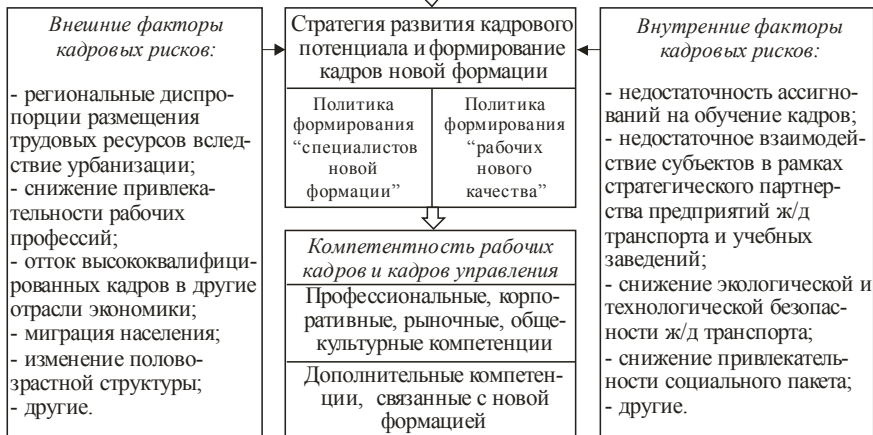 Внешние факторы
кадровых рисков:
- региональные диспро-
порции размещения
трудовых ресурсов вслед-
ствие урбанизации;
- снижение привлека-
тельности рабочих
профессий;
- отток высококвалифици-
рованных кадров в другие
отрасли экономики;
- миграция населения;
- изменение полово-
зрастной структуры;
- другие.
Стратегия развития кадрового
потенциала и формирование
кадров новой формации
Политика
формирования
“специалистов
новой
формации”
Политика
формирования
“рабочих
нового
качества”
Компетентность рабочих
кадров и кадров управления
Профессиональные, корпо-
ративные, рыночные, обще-
культурные компетенции
Дополнительные компетен-
ции, связанные с новой
формацией
Внутренние факторы
кадровых рисков:
- недостаточность ассигно-
ваний на обучение кадров;
- недостаточное взаимодей-
ствие субъектов в рамках
стратегического партнер-
ства предприятий ж/д
транспорта и учебных
заведений;
- снижение экологической и
технологической безопас-
ности ж/д транспорта;
- снижение привлекатель-
ности социального пакета;
- другие.